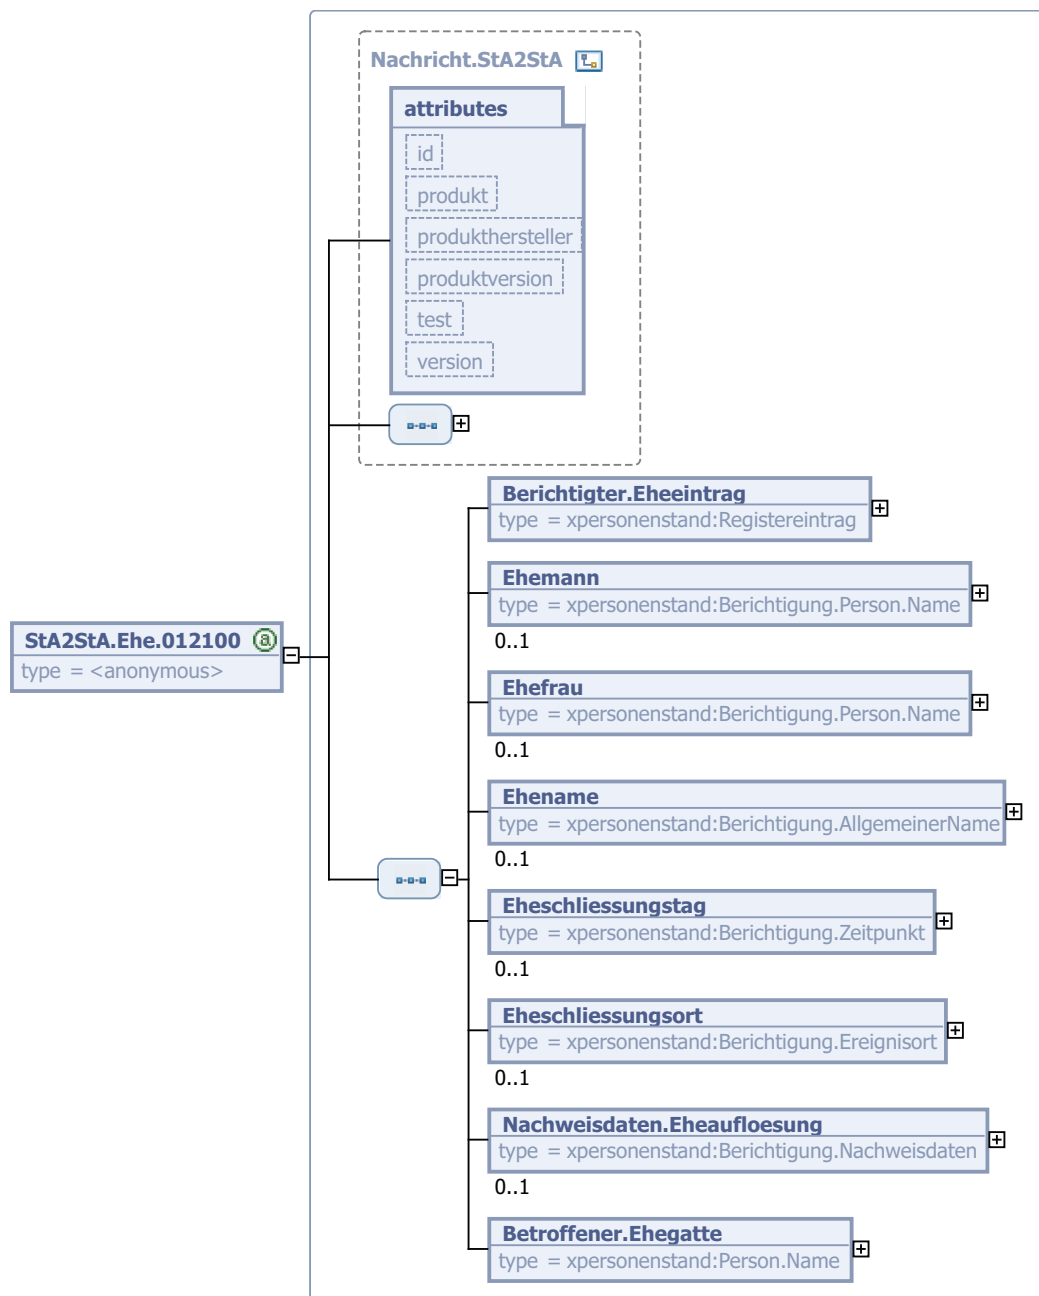 Nachricht.StA2StA
attributes
id
produkt
produkthersteller
produktversion
test
version
Berichtigter.Eheeintrag
type = xpersonenstand:Registereintrag
Ehemann
type = xpersonenstand:Berichtigung.Person.Name
0..1
StA2StA.Ehe.012100 @
type = <anonymous>
Ehefrau
type = xpersonenstand:Berichtigung.Person.Name
0..1
Ehename
type = xpersonenstand:Berichtigung.AllgemeinerName
0..1
Eheschliessungstag
type = xpersonenstand:Berichtigung.Zeitpunkt
0..1
Eheschliessungsort
type = xpersonenstand:Berichtigung.Ereignisort
0..1
Nachweisdaten.Eheaufloesung
type = xpersonenstand:Berichtigung.Nachweisdaten
0..1
Betroffener.Ehegatte
type = xpersonenstand:Person.Name